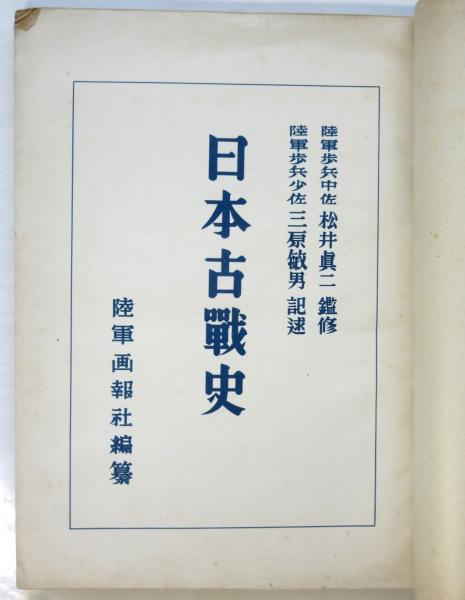 陸軍歩兵中佐 松井眞二 鑑修
陸軍歩兵少佐 三原敏男 記述
日本古戰史
陸軍画報社編纂